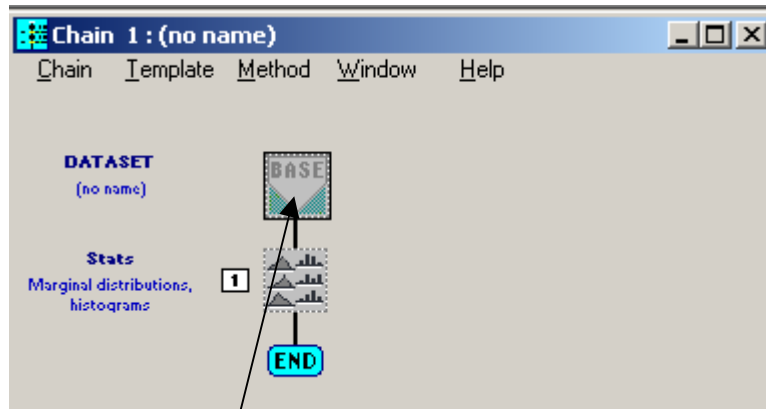 Chain 1 : (no name)
Chain Template Method Window Help
DATASET
(no name)
BASE
Stats
Marginal distributions,
histograms
1
END